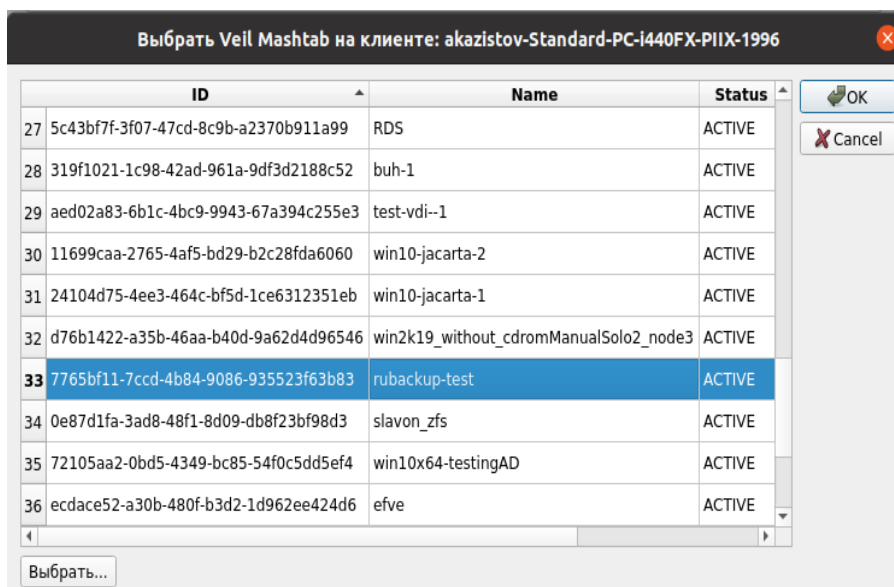 Выбрать Veil Mashtab на клиенте: akazistov-Standard-PC-i440FX-PIIX-1996
ID Name Status
OK
27 5c43bf7f-3f07-47cd-8c9b-a2370b911a99 RDS ACTIVE
Cancel
28 319f1021-1c98-42ad-961a-9df3d2188c52 buh-1 ACTIVE
29 aed02a83-6b1c-4bc9-9943-67a394c255e3 test-vdi--1 ACTIVE
30 11699caa-2765-4af5-bd29-b2c28fda6060 win10-jacarta-2 ACTIVE
31 24104d75-4ee3-464c-bf5d-1ce6312351eb win10-jacarta-1 ACTIVE
32 d76b1422-a35b-46aa-b40d-9a62d4d96546 win2k19_without_cdromManualSolo2_node3 ACTIVE
33 7765bf11-7ccd-4b84-9086-935523f63b83 rubackup-test ACTIVE
34 0e87d1fa-3ad8-48f1-8d09-db8f23bf98d3 slavon_zfs ACTIVE
35 72105aa2-0bd5-4349-bc85-54f0c5dd5ef4 win10x64-testingAD ACTIVE
36 ecdace52-a30b-480f-b3d2-1d962ee424d6 efve ACTIVE
Выбрать...